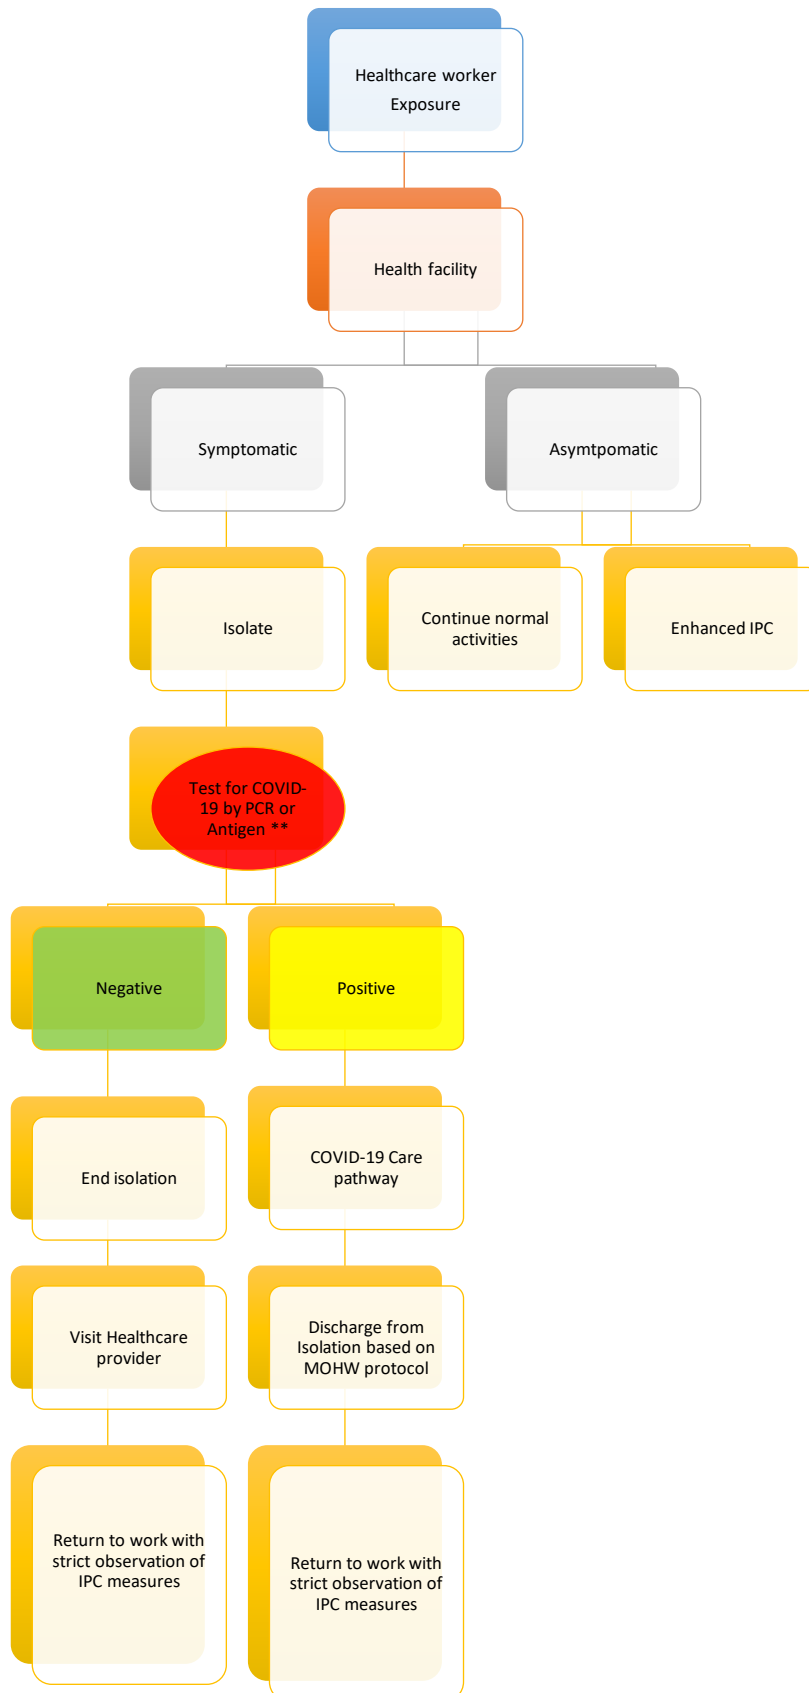 Healthcare worker
Exposure
Health facility
Symptomatic
Asymtpomatic
Isolate
Continue normal
activities
Enhanced IPC
Test for COVID-
19 by PCR or
Antigen **
Negative
Positive
End isolation
COVID-19 Care
pathway
Visit Healthcare
provider
Discharge from
Isolation based on
MOHW protocol
Return to work with
strict observation of
IPC measures
Return to work with
strict observation of
IPC measures